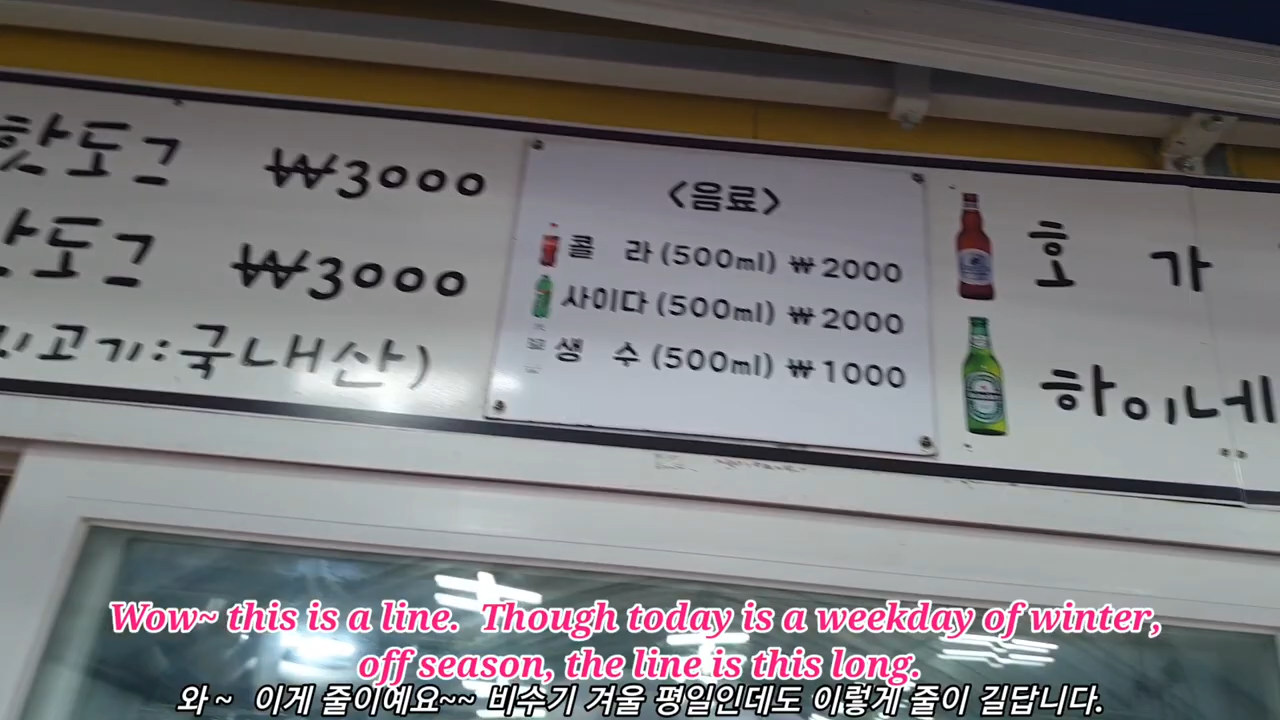 핫도그 ₩3000
핫도그 ₩3000
고기:국내산)
<음료>
콜 라 (500ml) ₩2000
사이다 (500ml) ₩2000
생 수 (500ml) ₩1000
호 가
하이네
Wow~ this is a line. Though today is a weekday of winter,
off season, the line is this long.
와~ 이게 줄이예요~~ 비수기 겨울 평일인데도 이렇게 줄이 길답니다.